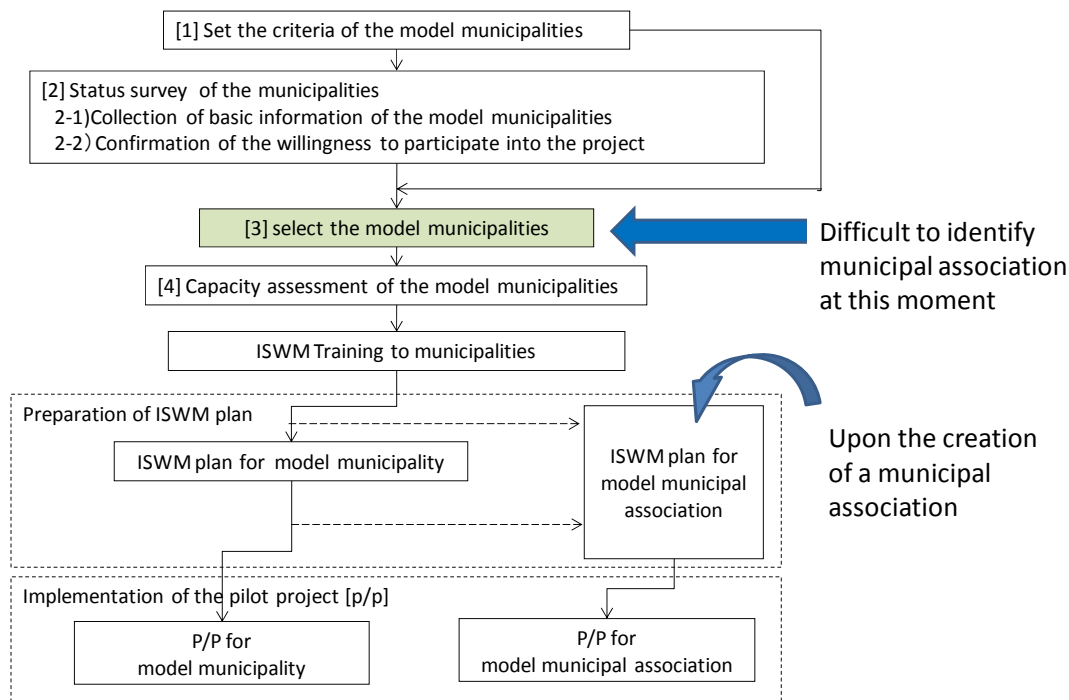 [1] Set the criteria of the model municipalities
[2] Status survey of the municipalities
2-1)Collection of basic information of the model municipalities
2-2）Confirmation of the willingness to participate into the project
[3] select the model municipalities
Difficult to identify
municipal association
at this moment
[4] Capacity assessment of the model municipalities
ISWM Training to municipalities
Preparation of ISWM plan
ISWM plan for model municipality
ISWM plan for
model municipal
association
Upon the creation
of a municipal
association
Implementation of the pilot project [p/p]
P/P for
model municipality
P/P for
model municipal association